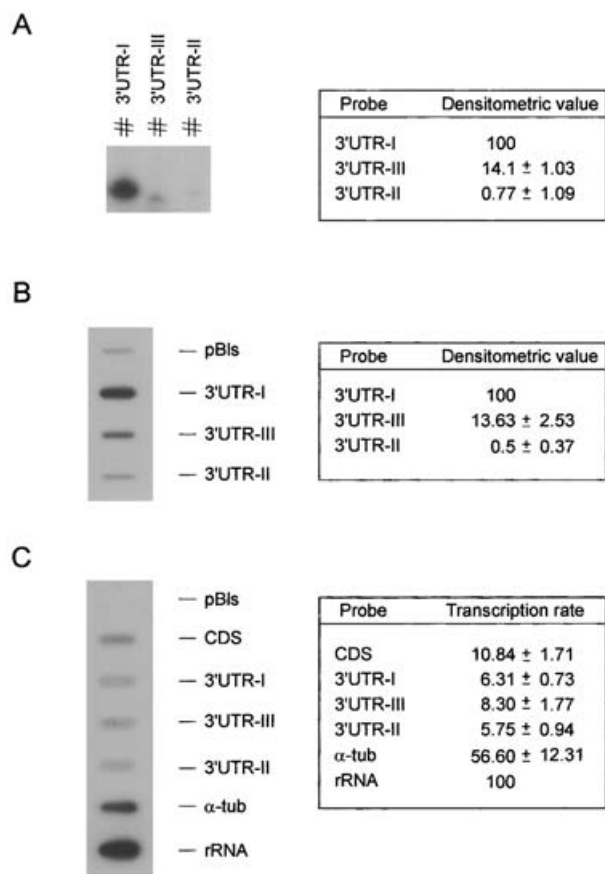 A
# 3'UTR-I
# 3'UTR-III
# 3'UTR-II
Probe Densitometric value
3'UTR-I 100
3'UTR-III 14.1 ± 1.03
3'UTR-II 0.77 ± 1.09
B
pBls
3'UTR-I
3'UTR-III
3'UTR-II
Probe Densitometric value
3'UTR-I 100
3'UTR-III 13.63 ± 2.53
3'UTR-II 0.5 ± 0.37
C
pBls
CDS
3'UTR-I
3'UTR-III
3'UTR-II
α-tub
rRNA
Probe Transcription rate
CDS 10.84 ± 1.71
3'UTR-I 6.31 ± 0.73
3'UTR-III 8.30 ± 1.77
3'UTR-II 5.75 ± 0.94
α-tub 56.60 ± 12.31
rRNA 100